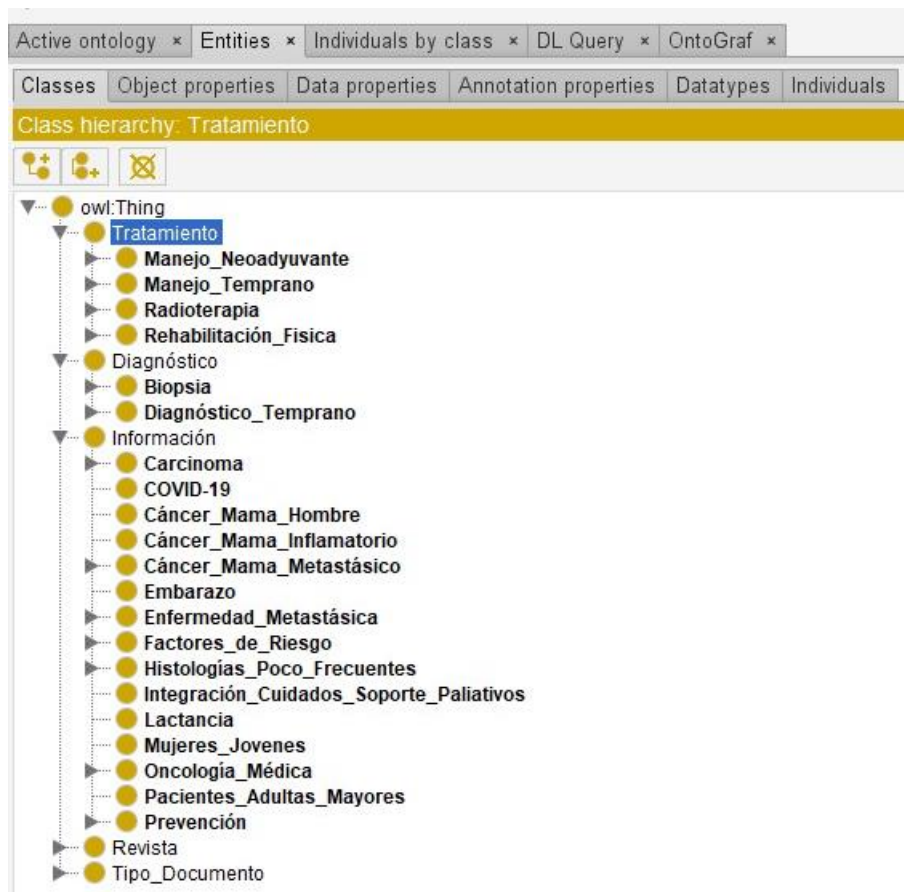 Active ontology × Entities × Individuals by class × DL Query × OntoGraf ×
Classes Object properties Data properties Annotation properties Datatypes Individuals
Class hierarchy: Tratamiento
owl:Thing
Tratamiento
Manejo_Neoadyuvante
Manejo_Temprano
Radioterapia
Rehabilitación_Fisica
Diagnóstico
Biopsia
Diagnóstico_Temprano
Información
Carcinoma
COVID-19
Cáncer_Mama_Hombre
Cáncer_Mama_Inflamatorio
Cáncer_Mama_Metastásico
Embarazo
Enfermedad_Metastásica
Factores_de_Riesgo
Histologías_Poco_Frecuentes
Integración_Cuidados_Soporte_Paliativos
Lactancia
Mujeres_Jovenes
Oncología_Médica
Pacientes_Adultas_Mayores
Prevención
Revista
Tipo_Documento